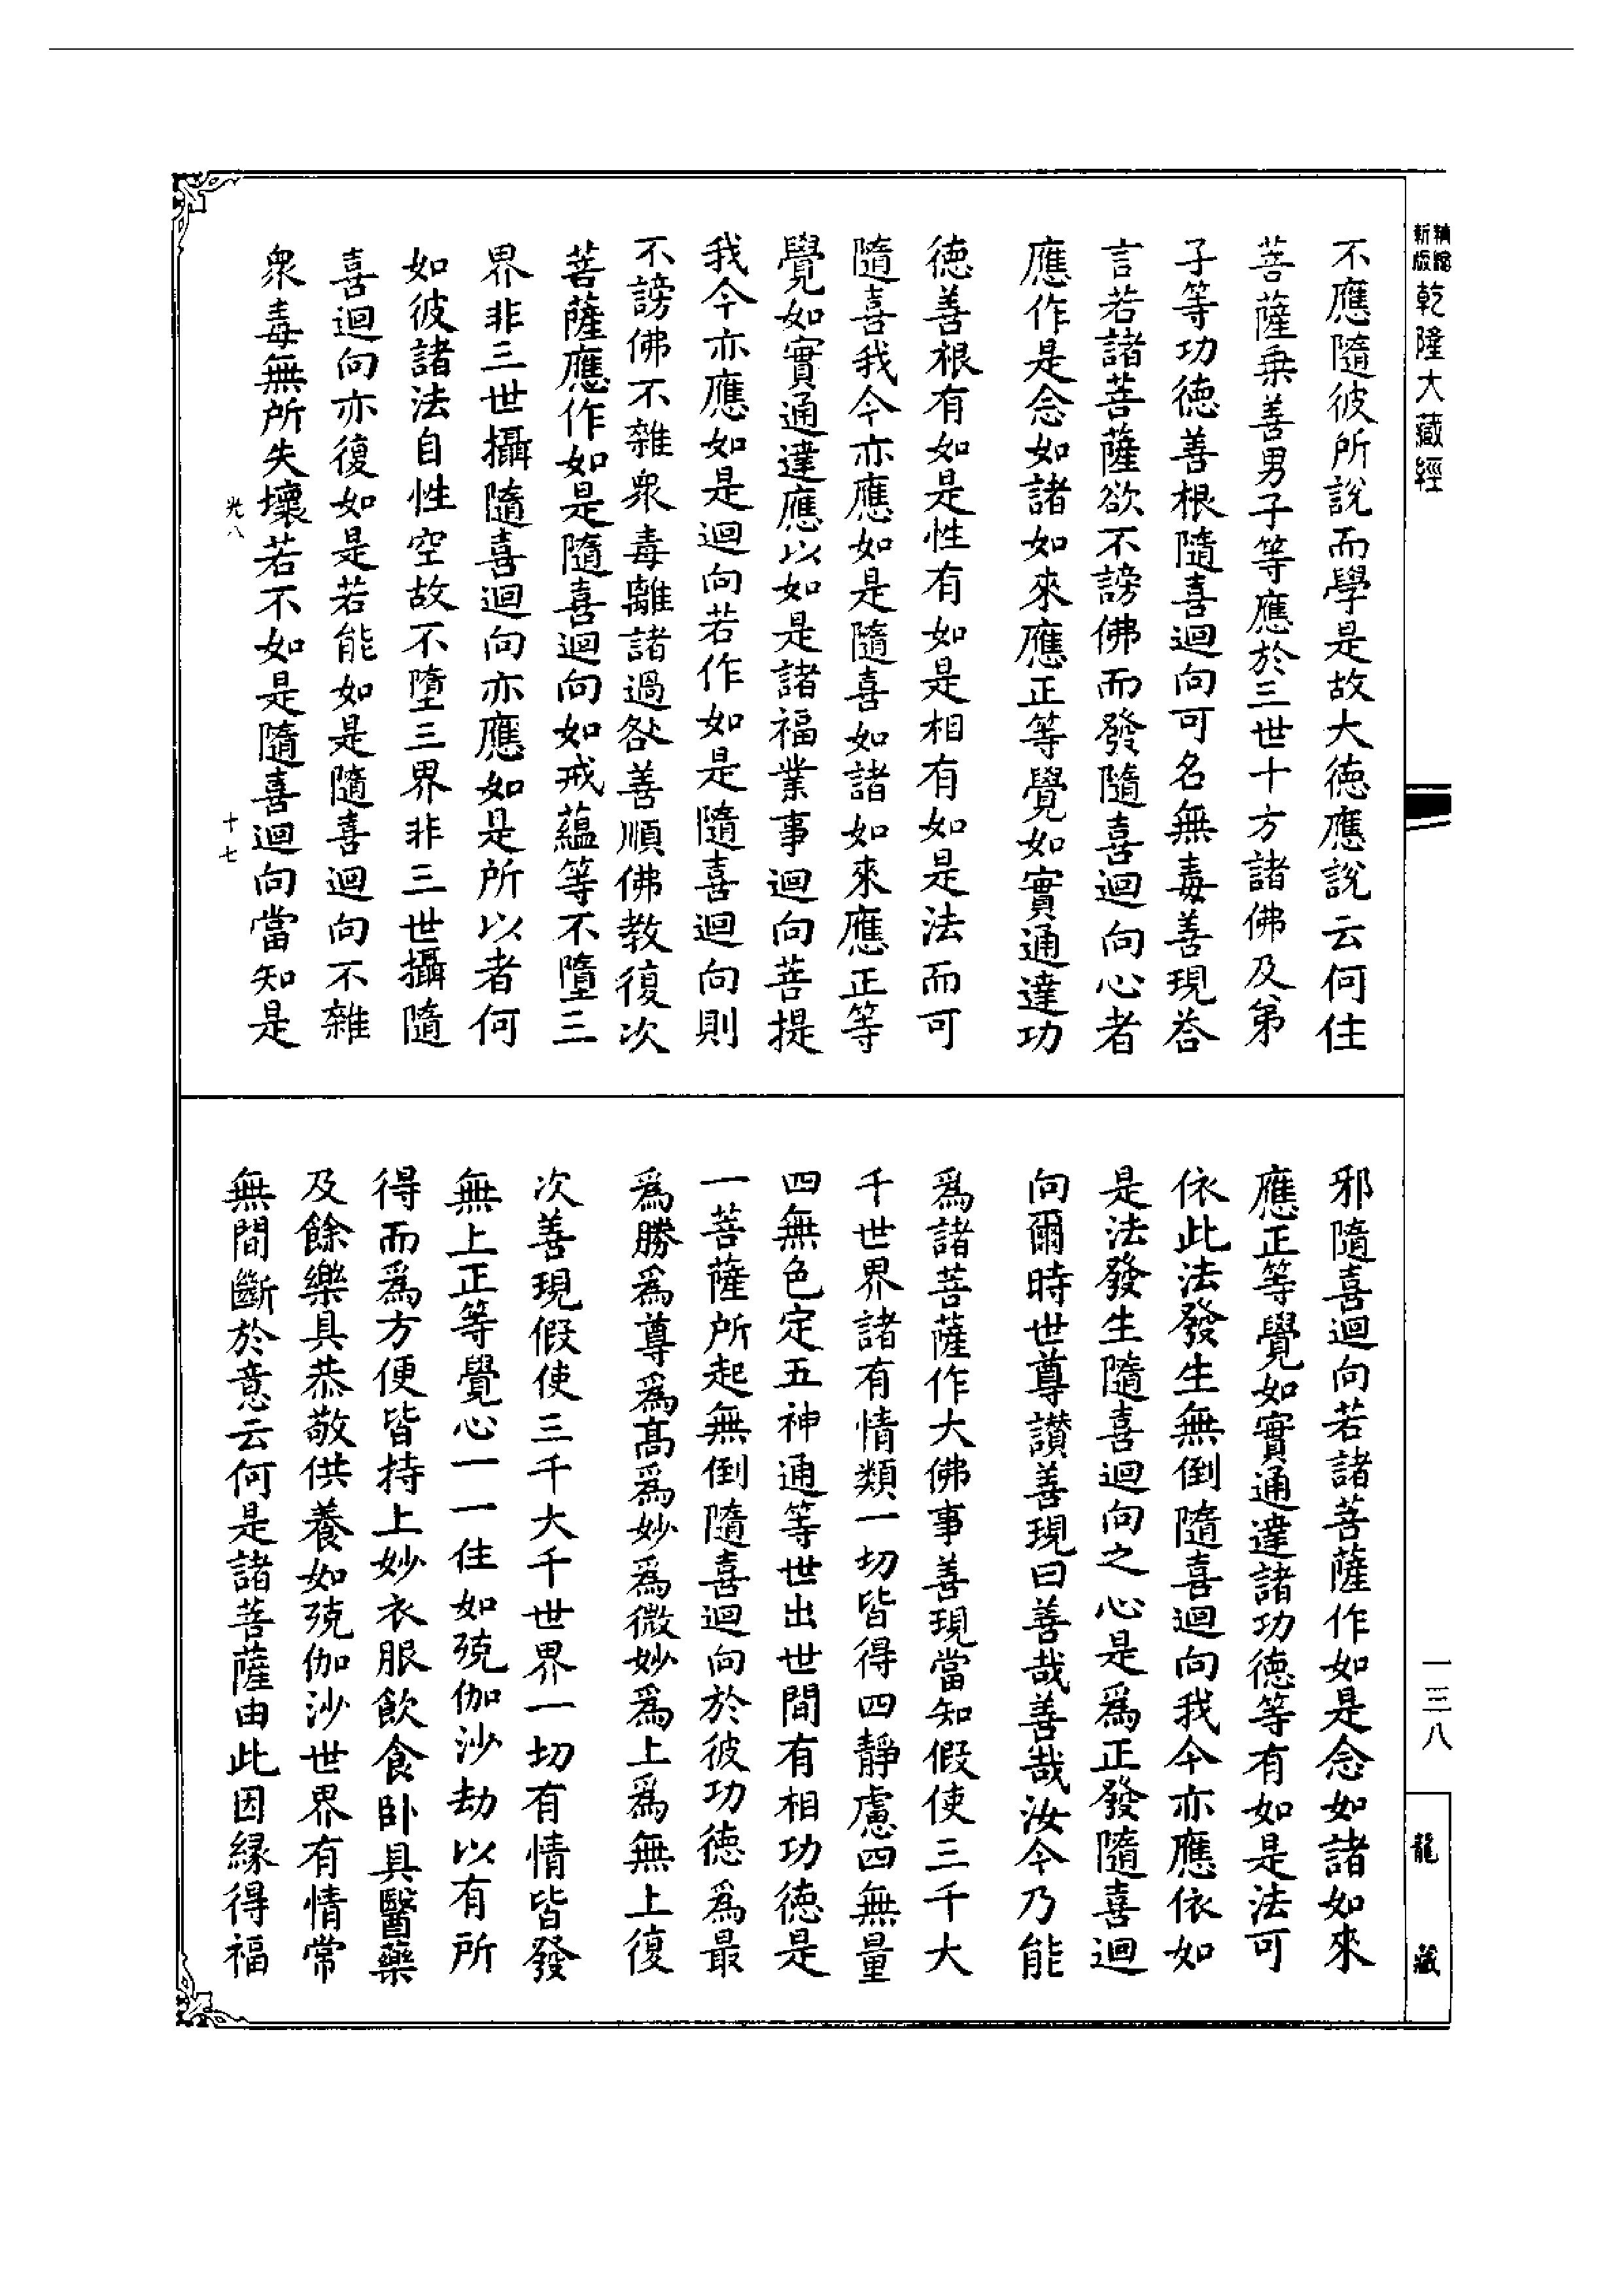 精縮新版乾隆大藏經
不應隨彼所說而學是故大德應說云何住
菩薩乗善男子等應於三世十方諸佛及弟
子等功德善根隨喜迴向可名無毒善現荅
言若諸菩薩欲不謗佛而發隨喜迴向心者
應作是念如諸如來應正等覺如實通達功
德善根有如是性有如是相有如是法而可
隨喜我今亦應如是隨喜如諸如來應正等
覺如實通達應以如是諸福業事迴向菩提
我今亦應如是迴向若作如是隨喜迴向則
不謗佛不雜衆毒離諸過咎善順佛教復次
菩薩應作如是隨喜迴向如戒蘊等不墮三
界非三世攝隨喜迴向亦應如是所以者何
如彼諸法自性空故不墮三界非三世攝隨
喜迴向亦復如是若能如是隨喜迴向不雜
衆毒無所失壞若不如是隨喜迴向當知是
光八 十七
邪隨喜迴向若諸菩薩作如是念如諸如來
應正等覺如實通達諸功德等有如是法可
依此法發生無倒隨喜迴向我今亦應依如
是法發生隨喜迴向之心是爲正發隨喜迴
向爾時世尊讃善現曰善哉善哉汝今乃能
爲諸菩薩作大佛事善現當知假使三千大
千世界諸有情類一切皆得四靜慮四無量
四無色定五神通等世出世間有相功德是
一菩薩所起無倒隨喜迴向於彼功德爲最
爲勝爲尊爲髙爲妙爲微妙爲上爲無上復
次善現假使三千大千世界一切有情皆發
無上正等覺心一一住如殑伽沙劫以有所
得而爲方便皆持上妙衣服飲食卧具醫藥
及餘樂具恭敬供養如殑伽沙世界有情常
無間斷於意云何是諸菩薩由此因縁得福
一三八
龍藏